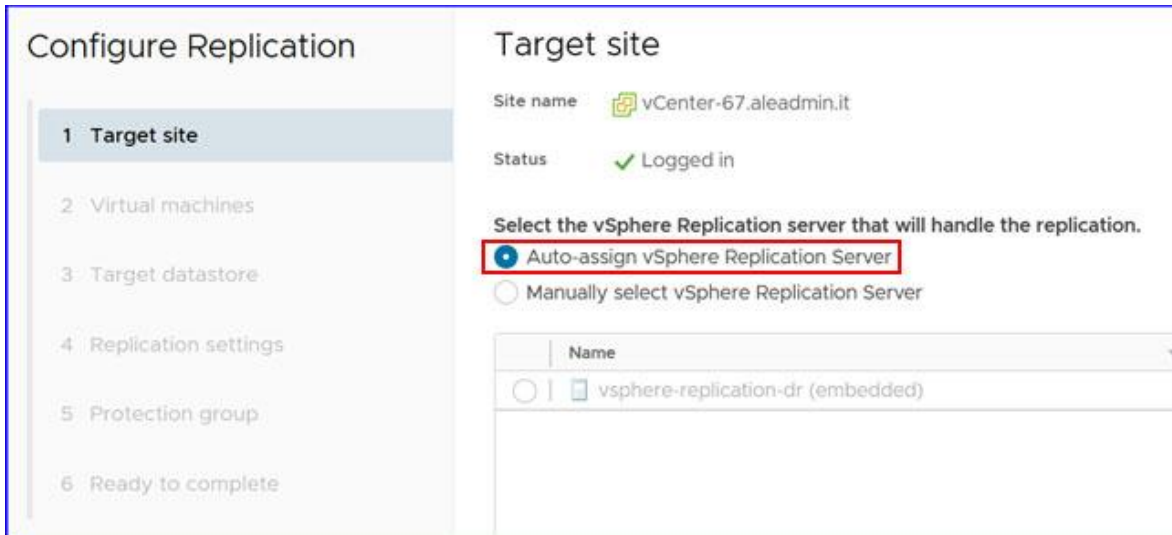 Configure Replication
1 Target site
2 Virtual machines
3 Target datastore
4 Replication settings
5 Protection group
6 Ready to complete
Target site
Site name vCenter-67.aleadmin.it
Status Logged in
Select the vSphere Replication server that will handle the replication.
Auto-assign vSphere Replication Server
Manually select vSphere Replication Server
Name
vsphere-replication-dr (embedded)